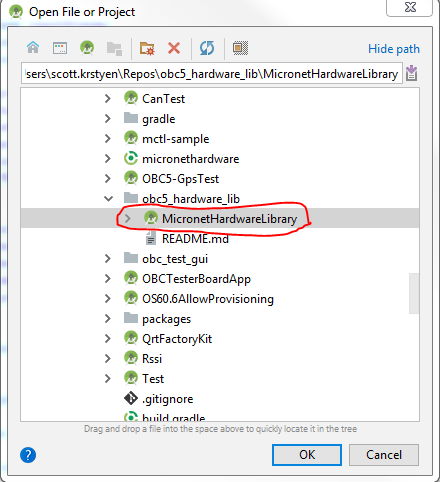 Open File or Project
Hide path
sers\scott.krstyen\Repos\obc5_hardware_lib\MicronetHardwareLibrary
CanTest
gradle
mctl-sample
micronethardware
OBC5-GpsTest
obc5_hardware_lib
MicronetHardwareLibrary
README.md
obc_test_gui
OBCTesterBoardApp
OS60.6AllowProvisioning
packages
QrtFactoryKit
Rssi
Test
.gitignore
build.gradle
Drag and drop a file into the space above to quickly locate it in the tree
?
OK
Cancel